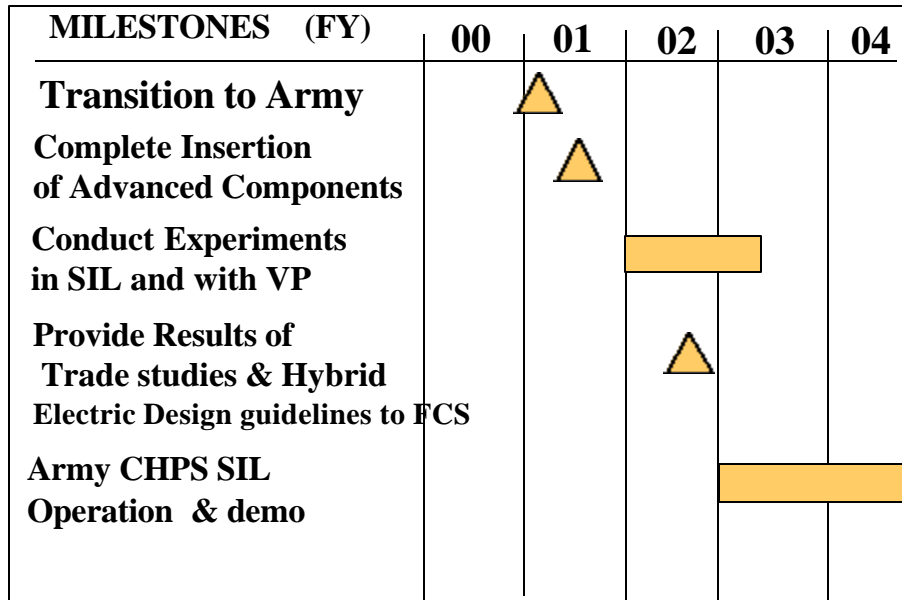 MILESTONES (FY) 00 01 02 03 04
Transition to Army
Complete Insertion
of Advanced Components
Conduct Experiments
in SIL and with VP
Provide Results of
Trade studies & Hybrid
Electric Design guidelines to FCS
Army CHPS SIL
Operation & demo